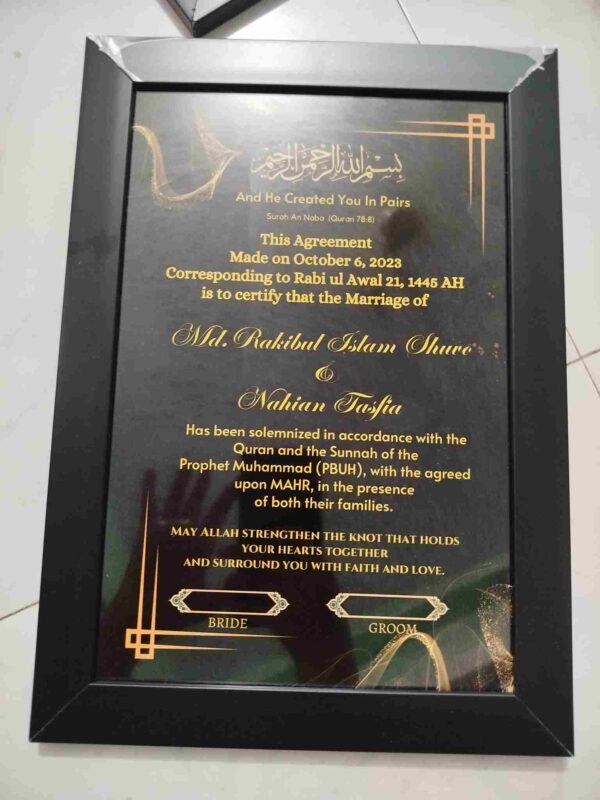 بسم الله الرحمن الرحيم
And He Created You In Pairs
Surah An Naba (Quran 78:8)
This Agreement
Made on October 6, 2023
Corresponding to Rabi ul Awal 21, 1445 AH
is to certify that the Marriage of
Md. Rakibul Islam Shuvo
&
Nahian Tasfia
Has been solemnized in accordance with the
Quran and the Sunnah of the
Prophet Muhammad (PBUH), with the agreed
upon MAHR, in the presence
of both their families.
MAY ALLAH STRENGTHEN THE KNOT THAT HOLDS
YOUR HEARTS TOGETHER
AND SURROUND YOU WITH FAITH AND LOVE.
BRIDE GROOM